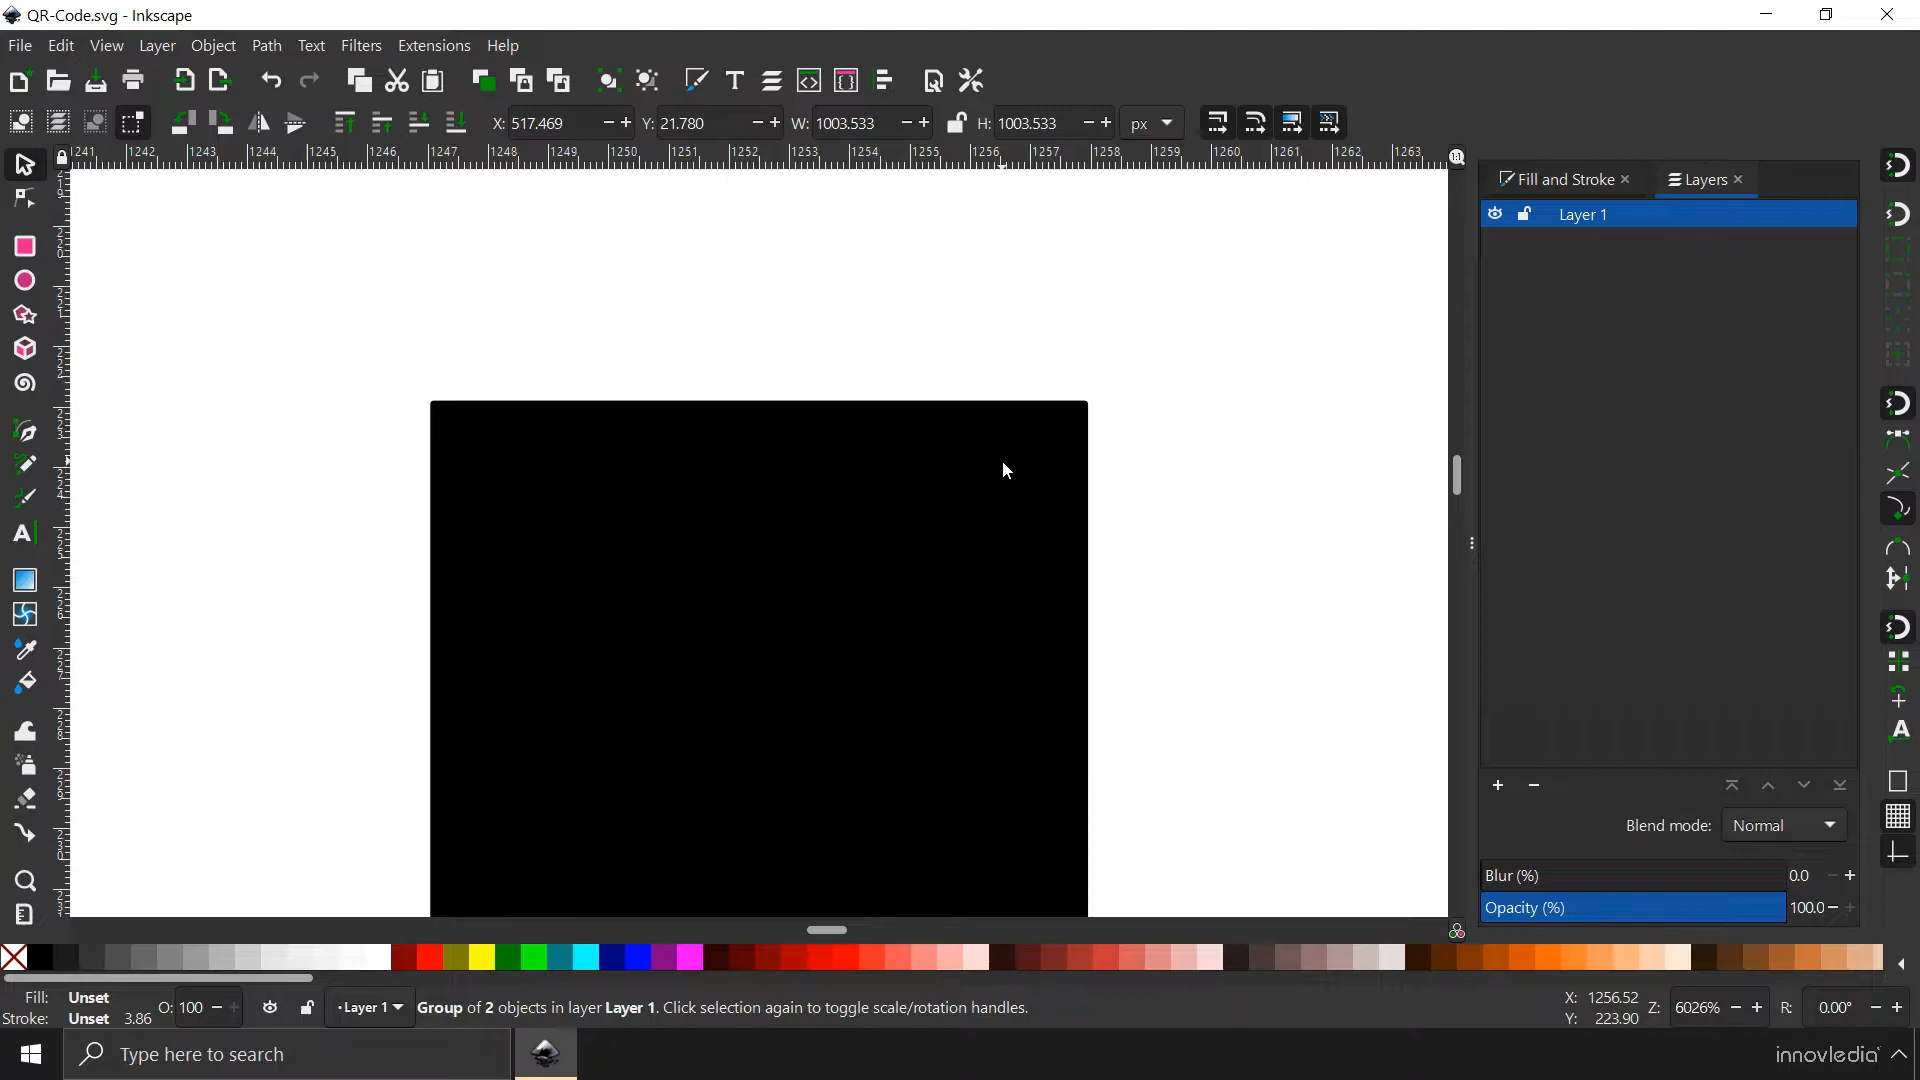 QR-Code.svg - Inkscape
File Edit View Layer Object Path Text Filters Extensions Help
X: 517.469 Y: 21.780 W: 1003.533 H: 1003.533 px
1241 1242 1243 1244 1245 1246 1247 1248 1249 1250 1251 1252 1253 1254 1255 1256 1257 1258 1259 1260 1261 1262 1263
Fill and Stroke Layers
Layer 1
Blend mode: Normal
Blur (%) 0.0
Opacity (%) 100.0
Fill: Unset
Stroke: Unset 3.86
O: 100
Layer 1
Group of 2 objects in layer Layer 1. Click selection again to toggle scale/rotation handles.
X: 1256.52
Y: 223.90
Z: 6026%
R: 0.00°
Type here to search
innovledia